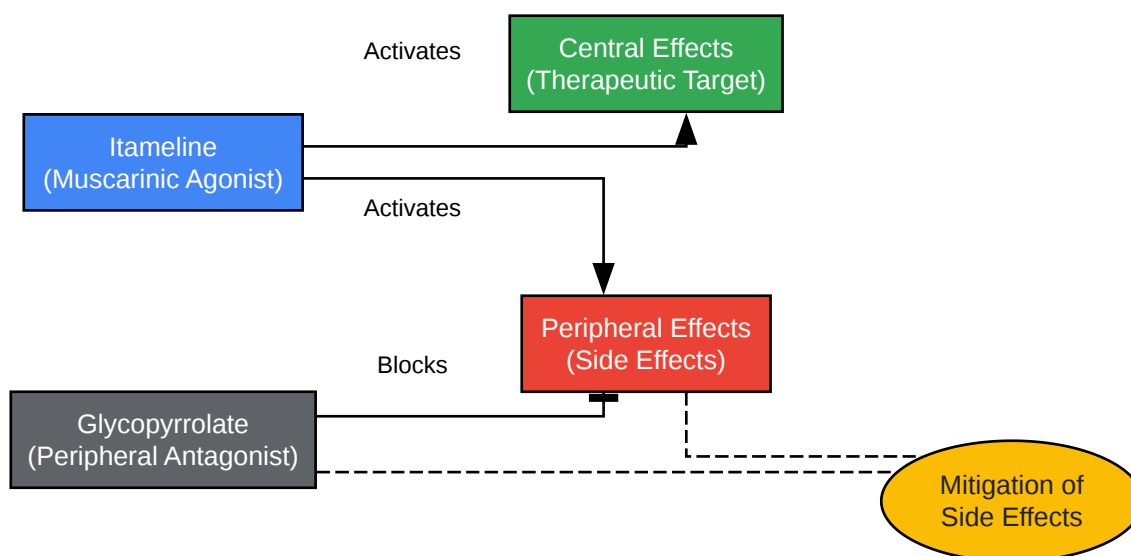 Activates
Central Effects
(Therapeutic Target)
Itameline
(Muscarinic Agonist)
Activates
Peripheral Effects
(Side Effects)
Blocks
Glycopyrrolate
(Peripheral Antagonist)
Mitigation of
Side Effects